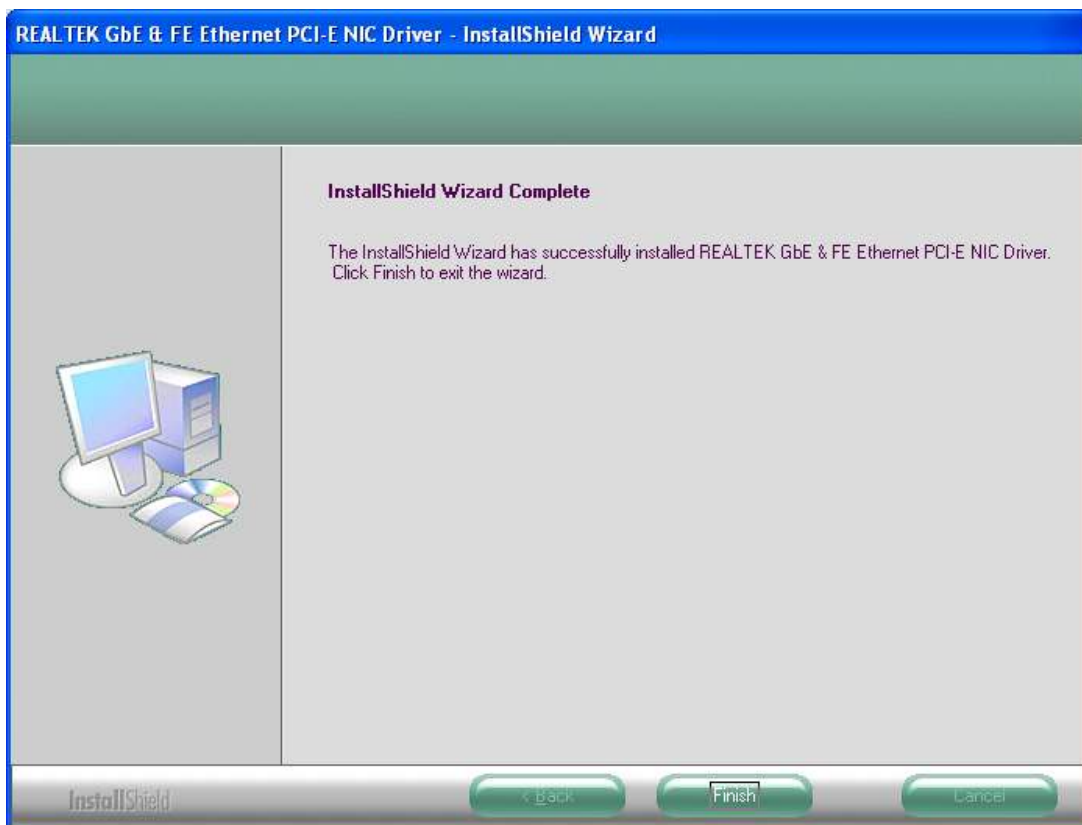 REALTEK GbE & FE Ethernet PCI-E NIC Driver - InstallShield Wizard
InstallShield Wizard Complete
The InstallShield Wizard has successfully installed REALTEK GbE & FE Ethernet PCI-E NIC Driver.
Click Finish to exit the wizard.
InstallShield
< Back
Finish
Cancel